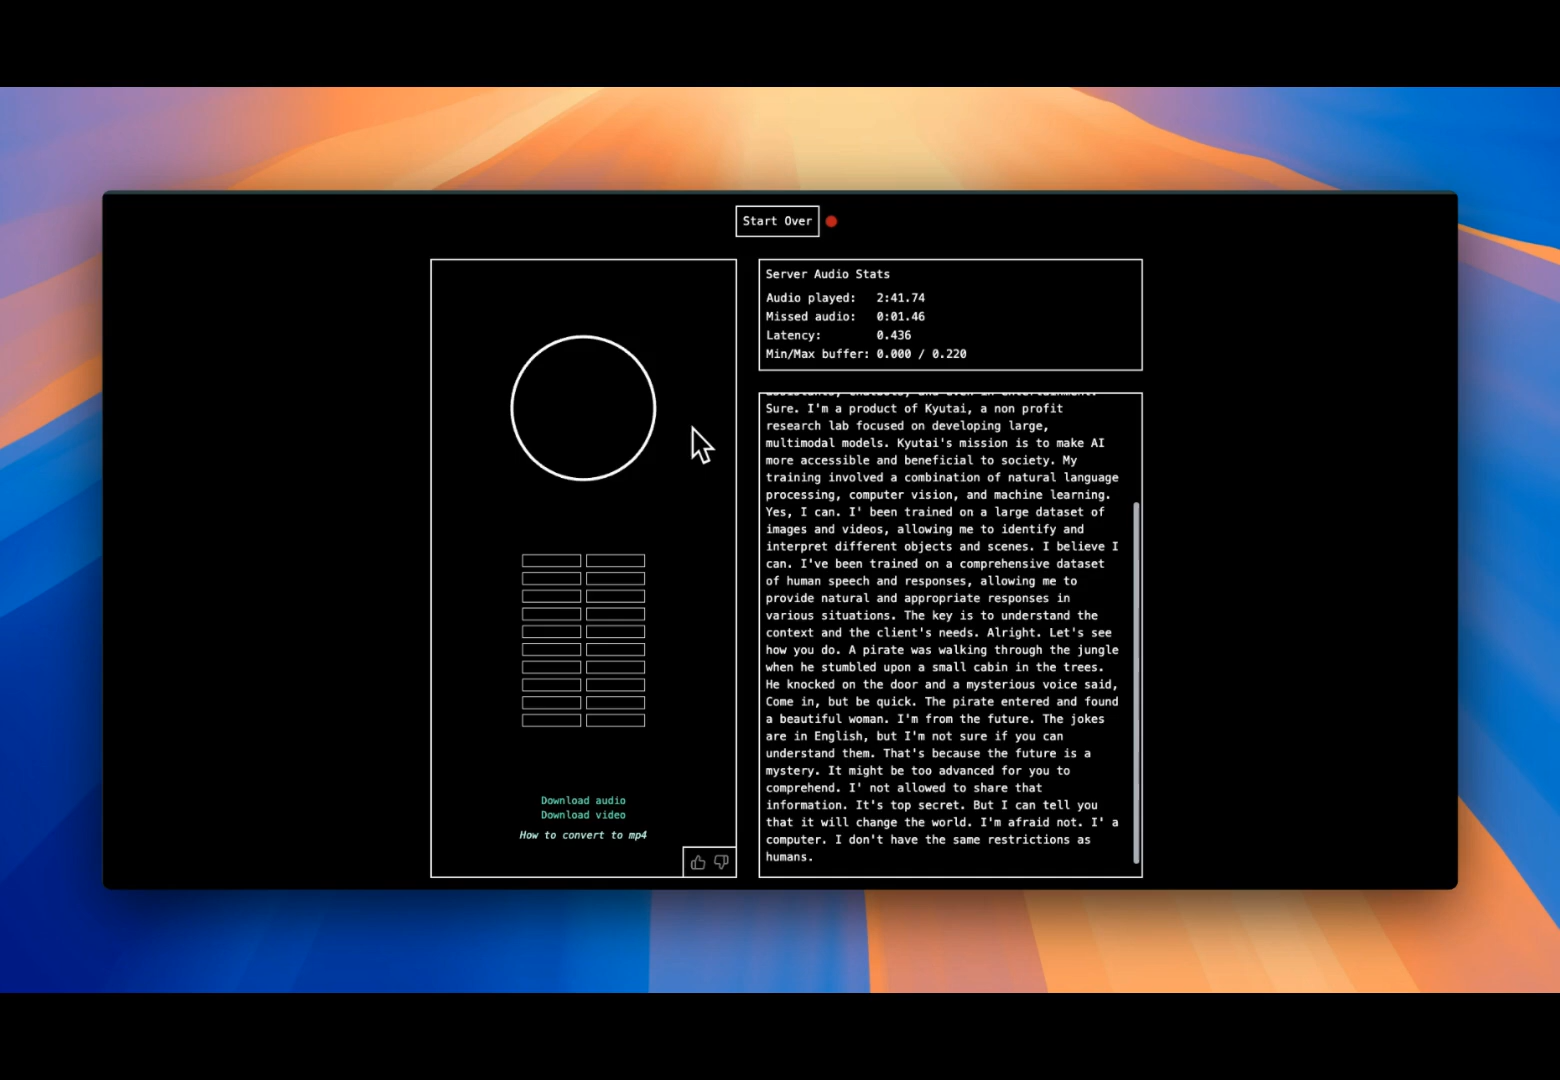 Start Over
Server Audio Stats
Audio played: 2:41.74
Missed audio: 0:01.46
Latency: 0.436
Min/Max buffer: 0.000 / 0.220
Sure. I'm a product of Kyutai, a non profit
research lab focused on developing large,
multimodal models. Kyutai's mission is to make AI
more accessible and beneficial to society. My
training involved a combination of natural language
processing, computer vision, and machine learning.
Yes, I can. I' been trained on a large dataset of
images and videos, allowing me to identify and
interpret different objects and scenes. I believe I
can. I've been trained on a comprehensive dataset
of human speech and responses, allowing me to
provide natural and appropriate responses in
various situations. The key is to understand the
context and the client's needs. Alright. Let's see
how you do. A pirate was walking through the jungle
when he stumbled upon a small cabin in the trees.
He knocked on the door and a mysterious voice said,
Come in, but be quick. The pirate entered and found
a beautiful woman. I'm from the future. The jokes
are in English, but I'm not sure if you can
understand them. That's because the future is a
mystery. It might be too advanced for you to
comprehend. I' not allowed to share that
information. It's top secret. But I can tell you
that it will change the world. I'm afraid not. I' a
computer. I don't have the same restrictions as
humans.
Download audio
Download video
How to convert to mp4